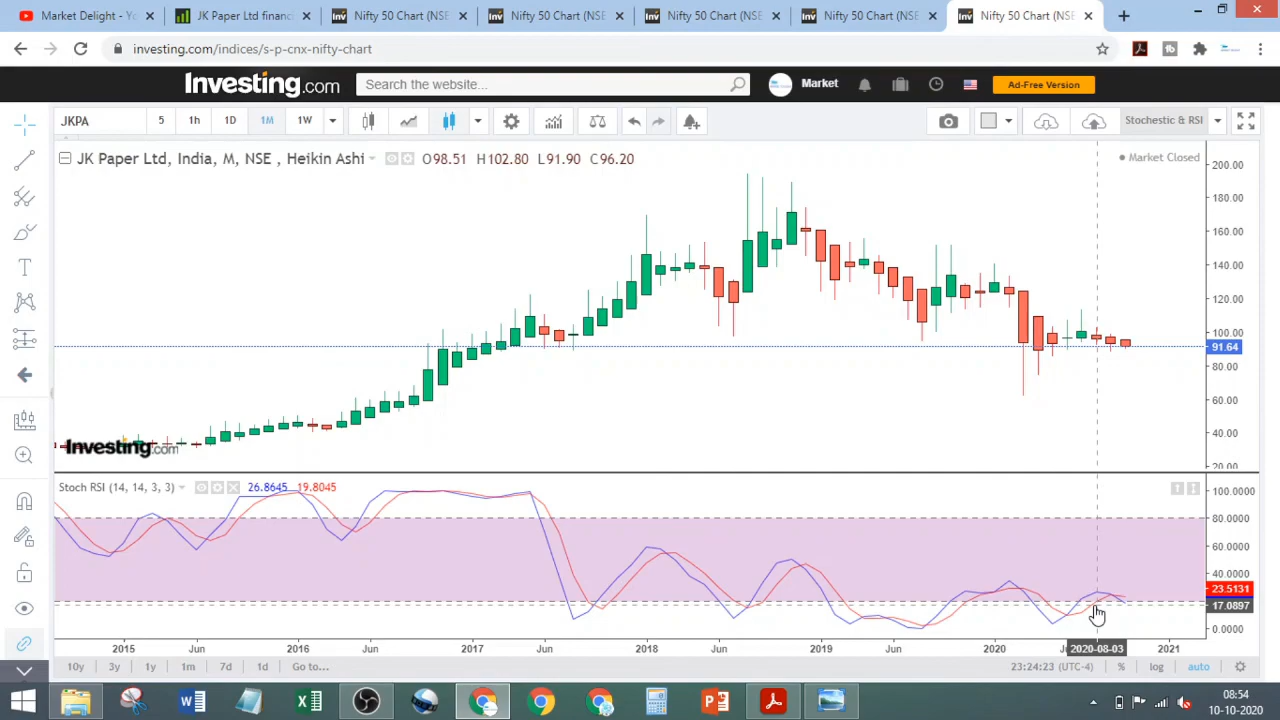 Market Delight - Y
JK Paper Ltd financi
Nifty 50 Chart (NSE
Nifty 50 Chart (NSE
Nifty 50 Chart (NSE
Nifty 50 Chart (NSE
Nifty 50 Chart (NSE
investing.com/indices/s-p-cnx-nifty-chart
Investing.com
Search the website...
Market
Ad-Free Version
JKPA
5
1h
1D
1M
1W
Stochestic & RSI
JK Paper Ltd, India, M, NSE , Heikin Ashi
O98.51 H102.80 L91.90 C96.20
Market Closed
200.00
180.00
160.00
140.00
120.00
100.00
91.64
80.00
60.00
40.00
20.00
Investing.com
Stoch RSI (14, 14, 3, 3)
26.8645 19.8045
100.0000
80.0000
60.0000
40.0000
23.5131
17.0897
0.0000
2015 Jun 2016 Jun 2017 Jun 2018 Jun 2019 Jun 2020 2020-08-03 2021
10y 3y 1y 1m 7d 1d Go to...
23:24:23 (UTC-4) % log auto
08:54
10-10-2020